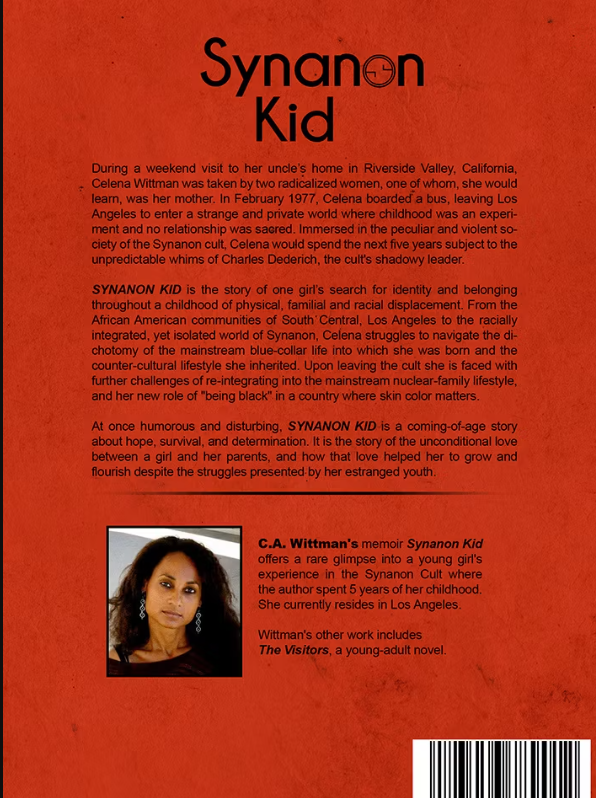 Synanon
Kid
During a weekend visit to her uncle's home in Riverside Valley, California,
Celena Wittman was taken by two radicalized women, one of whom, she would
learn, was her mother. In February 1977, Celena boarded a bus, leaving Los
Angeles to enter a strange and private world where childhood was an experi-
ment and no relationship was sacred. Immersed in the peculiar and violent so-
ciety of the Synanon cult, Celena would spend the next five years subject to the
unpredictable whims of Charles Dederich, the cult's shadowy leader.
SYNANON KID is the story of one girl's search for identity and belonging
throughout a childhood of physical, familial and racial displacement. From the
African American communities of South Central, Los Angeles to the racially
integrated, yet isolated world of Synanon, Celena struggles to navigate the di-
chotomy of the mainstream blue-collar life into which she was born and the
counter-cultural lifestyle she inherited. Upon leaving the cult she is faced with
further challenges of re-integrating into the mainstream nuclear-family lifestyle,
and her new role of "being black" in a country where skin color matters.
At once humorous and disturbing, SYNANON KID is a coming-of-age story
about hope, survival, and determination. It is the story of the unconditional love
between a girl and her parents, and how that love helped her to grow and
flourish despite the struggles presented by her estranged youth.
C.A. Wittman's memoir Synanon Kid
offers a rare glimpse into a young girl's
experience in the Synanon Cult where
the author spent 5 years of her childhood.
She currently resides in Los Angeles.
Wittman's other work includes
The Visitors, a young-adult novel.